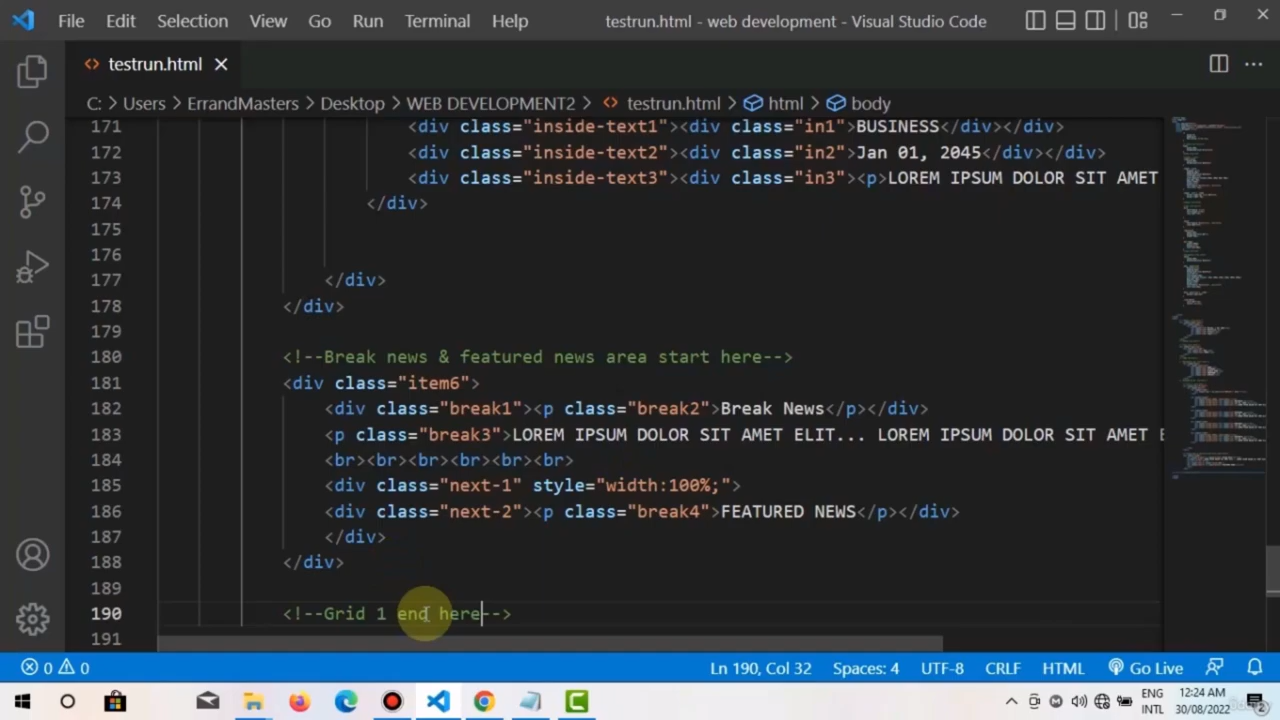 File Edit Selection View Go Run Terminal Help testrun.html - web development - Visual Studio Code
testrun.html
C: > Users > ErrandMasters > Desktop > WEB DEVELOPMENT2 > testrun.html > html > body
171 <div class="inside-text1"><div class="in1">BUSINESS</div></div>
172 <div class="inside-text2"><div class="in2">Jan 01, 2045</div></div>
173 <div class="inside-text3"><div class="in3"><p>LOREM IPSUM DOLOR SIT AMET
174 </div>
175
176
177 </div>
178 </div>
179
180 <!--Break news & featured news area start here-->
181 <div class="item6">
182 <div class="break1"><p class="break2">Break News</p></div>
183 <p class="break3">LOREM IPSUM DOLOR SIT AMET ELIT... LOREM IPSUM DOLOR SIT AMET E
184 <br><br><br><br><br><br>
185 <div class="next-1" style="width:100%;">
186 <div class="next-2"><p class="break4">FEATURED NEWS</p></div>
187 </div>
188 </div>
189
190 <!--Grid 1 end here-->
191
0 0 Ln 190, Col 32 Spaces: 4 UTF-8 CRLF HTML Go Live
ENG 12:24 AM
INTL 30/08/2022 2